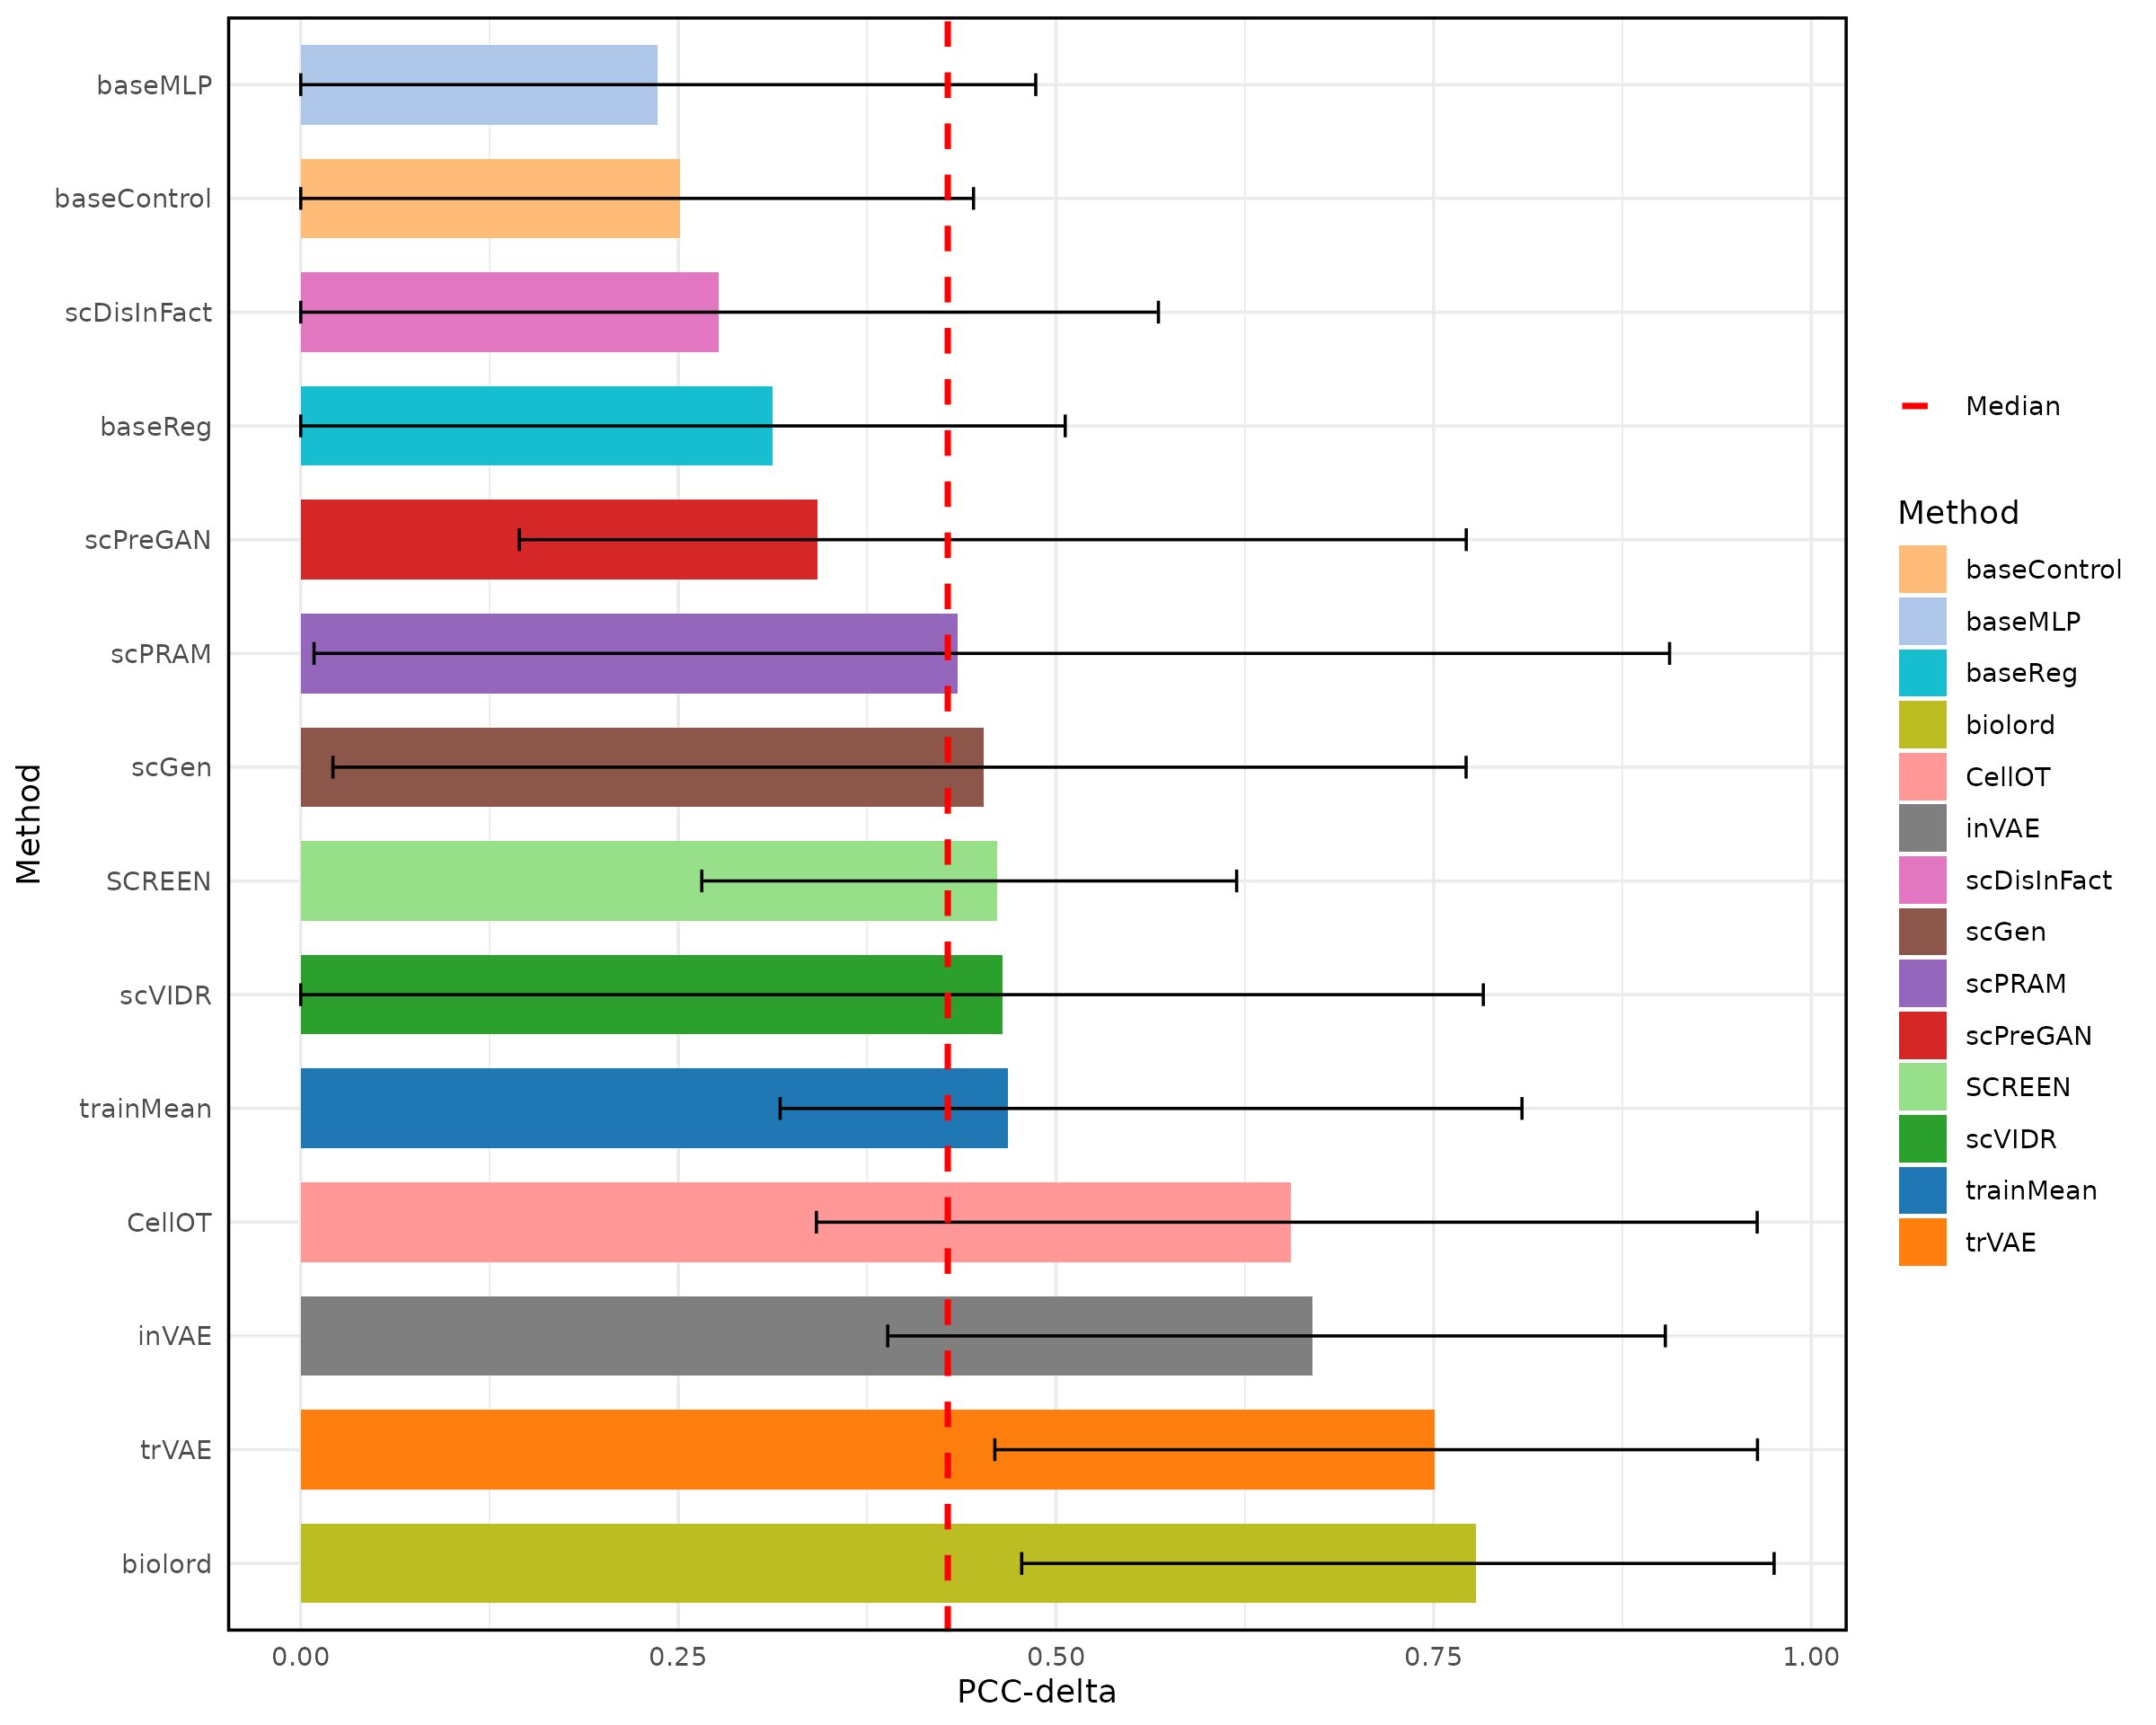 baseMLP
baseControl
scDisInFact
baseReg
scPreGAN
scPRAM
scGen
SCREEN
scVIDR
trainMean
CellOT
inVAE
trVAE
biolord
Method
0.00 0.25 0.50 0.75 1.00
PCC-delta
Median
Method
baseControl
baseMLP
baseReg
biolord
CellOT
inVAE
scDisInFact
scGen
scPRAM
scPreGAN
SCREEN
scVIDR
trainMean
trVAE